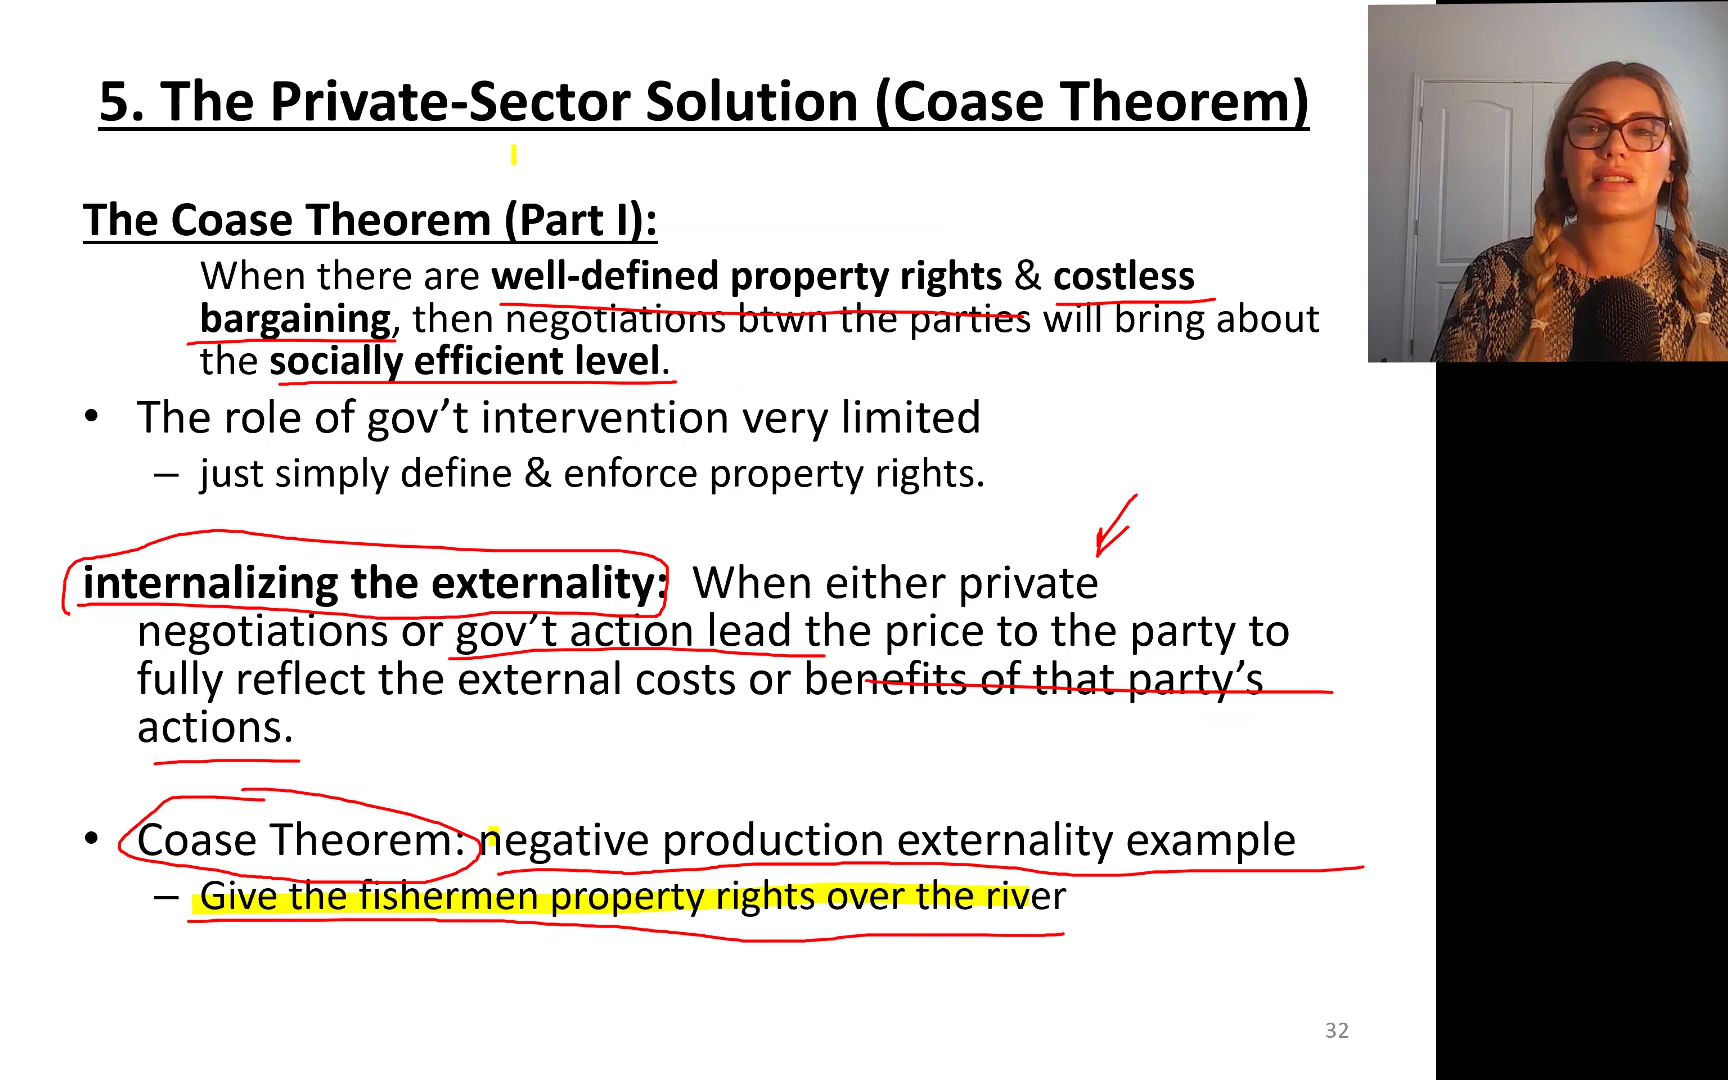 5. The Private-Sector Solution (Coase Theorem)
The Coase Theorem (Part I):
When there are well-defined property rights & costless
bargaining, then negotiations btwn the parties will bring about
the socially efficient level.
• The role of gov’t intervention very limited
– just simply define & enforce property rights.
internalizing the externality: When either private
negotiations or gov’t action lead the price to the party to
fully reflect the external costs or benefits of that party’s
actions.
• Coase Theorem: negative production externality example
– Give the fishermen property rights over the river
32